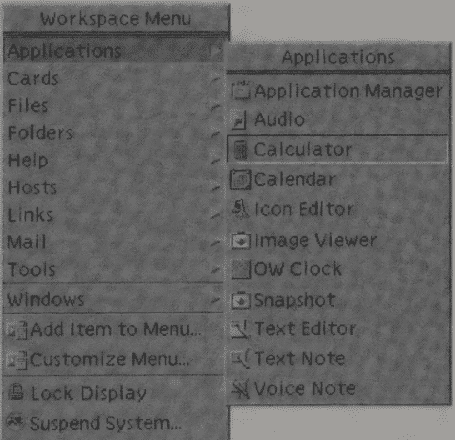 Workspace Menu
Applications
Cards
Files
Folders
Help
Hosts
Links
Mail
Tools
Windows
Add Item to Menu...
Customize Menu...
Lock Display
Suspend System...
Applications
Application Manager
Audio
Calculator
Calendar
Icon Editor
Image Viewer
OW Clock
Snapshot
Text Editor
Text Note
Voice Note